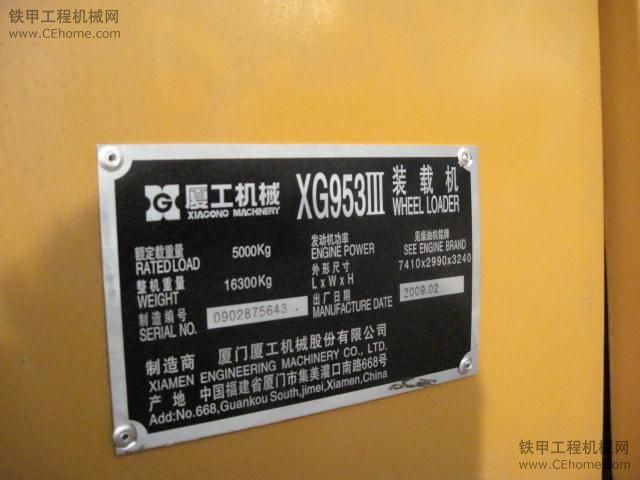 铁甲工程机械网
www.CEhome.com
G 厦工机械 XG953III 装载机
XIAGONG MACHINERY WHEEL LOADER
额定载重量 5000Kg 发动机功率 见柴油机铭牌
RATED LOAD ENGINE POWER SEE ENGINE BRAND
整机重量 16300Kg 外形尺寸 7410x2990x3240
WEIGHT LxWxH
制造编号 0902875643. 出厂日期 2009.02
SERIAL NO. MANUFACTURE DATE
制造商 厦门厦工机械股份有限公司
XIAMEN ENGINEERING MACHINERY CO., LTD.
产地 中国福建省厦门市集美灌口南路668号
Add:No.668,Guankou South,jimei,Xiamen,China
铁甲工程机械网
www.CEhome.com